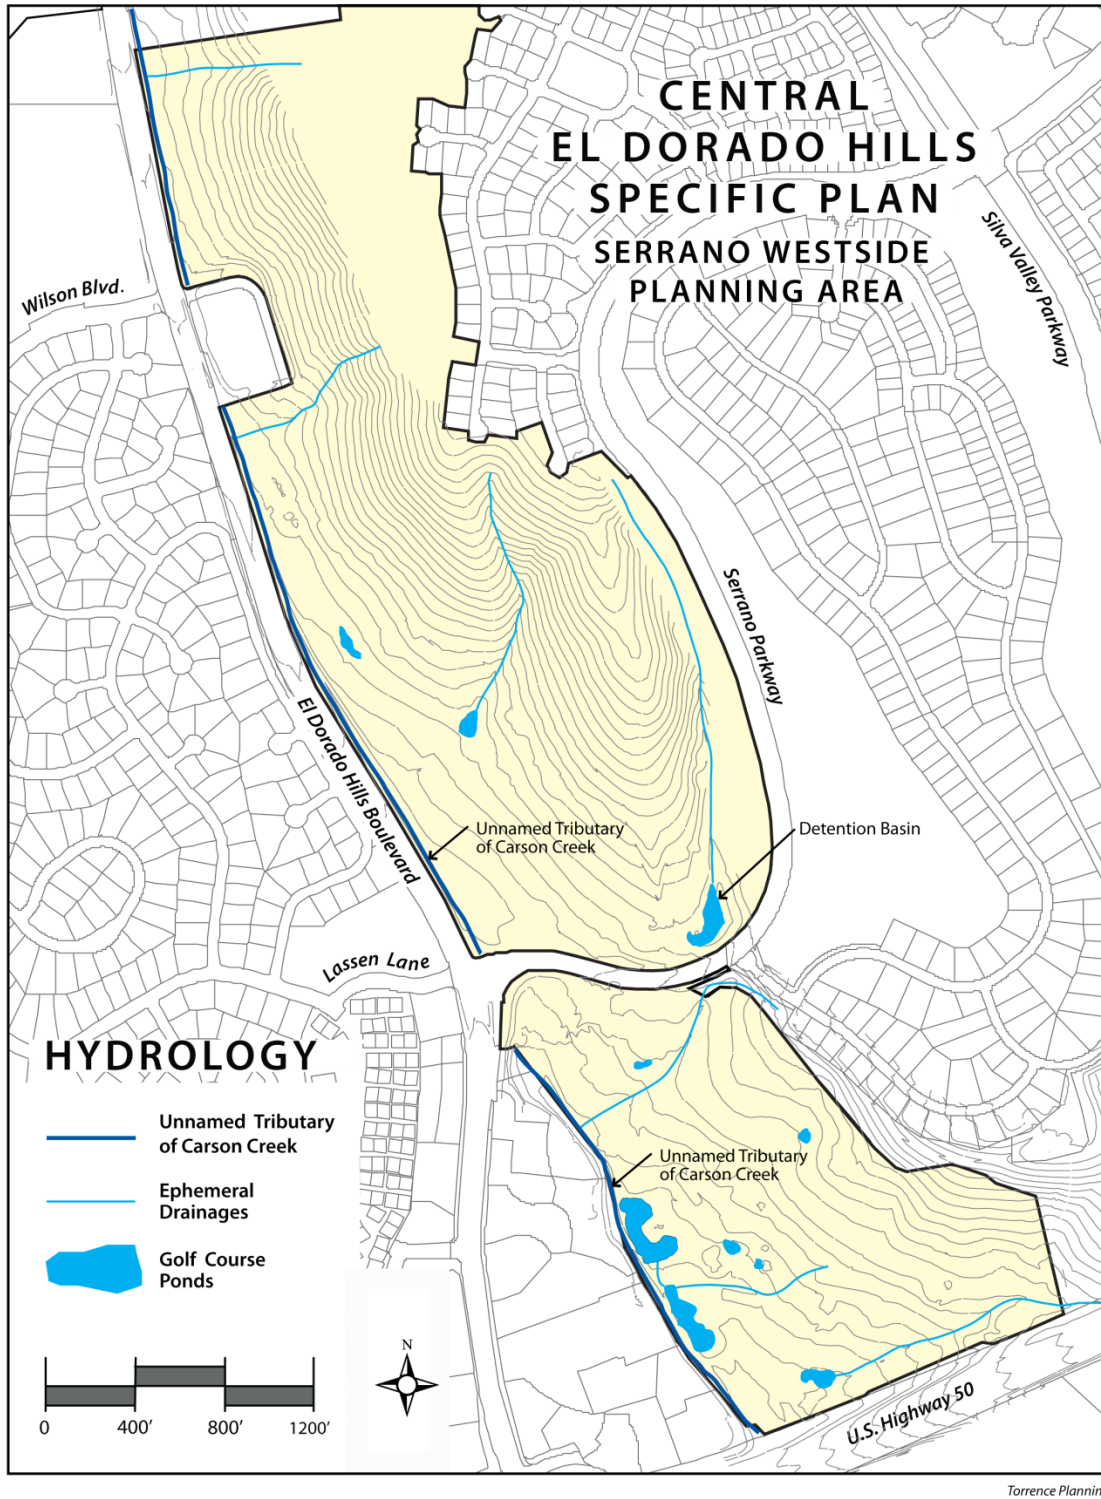 CENTRAL
EL DORADO HILLS
SPECIFIC PLAN
SERRANO WESTSIDE
PLANNING AREA
Silva Valley Parkway
Wilson Blvd.
Serrano Parkway
El Dorado Hills Boulevard
Unnamed Tributary
of Carson Creek
Detention Basin
Lassen Lane
HYDROLOGY
Unnamed Tributary
of Carson Creek
Ephemeral
Drainages
Golf Course
Ponds
Unnamed Tributary
of Carson Creek
N
0 400' 800' 1200'
U.S. Highway 50
Torrence Plannin